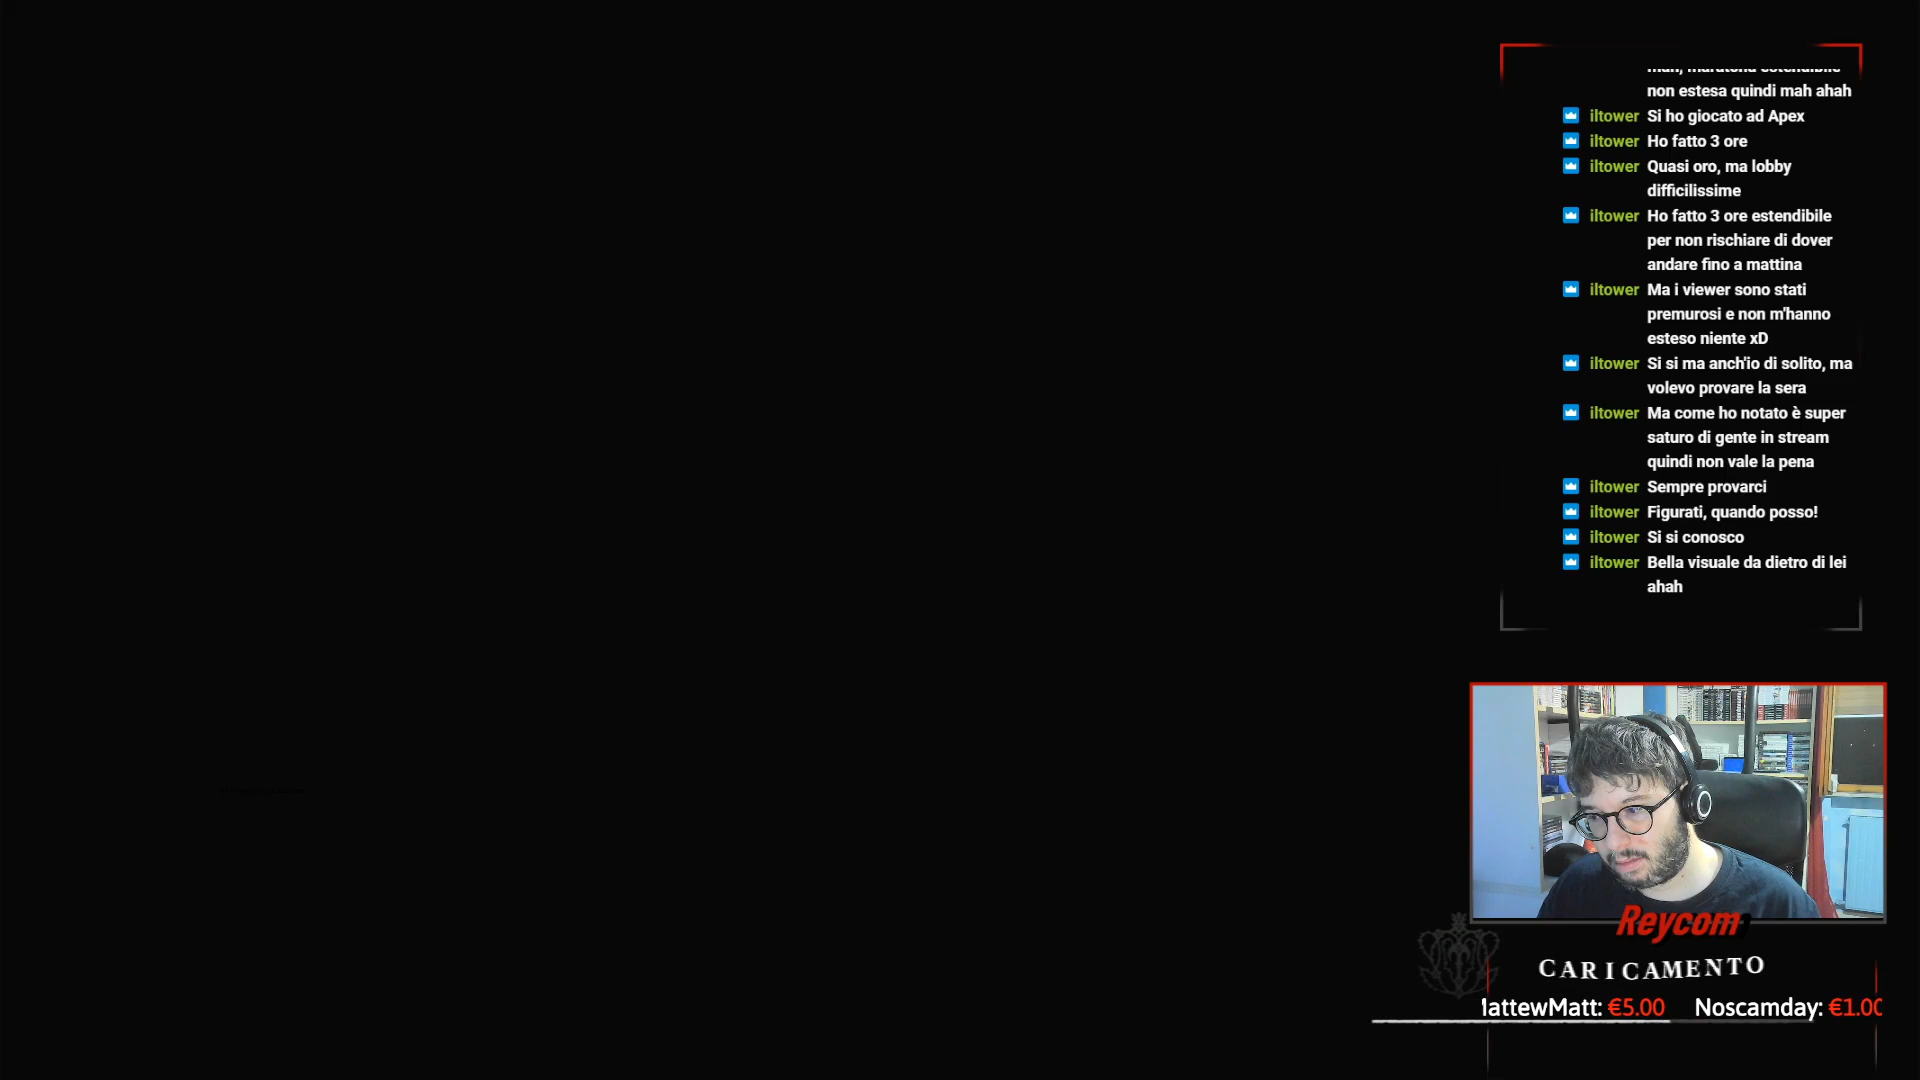 non estesa quindi mah ahah
iltower Si ho giocato ad Apex
iltower Ho fatto 3 ore
iltower Quasi oro, ma lobby
difficilissime
iltower Ho fatto 3 ore estendibile
per non rischiare di dover
andare fino a mattina
iltower Ma i viewer sono stati
premurosi e non m'hanno
esteso niente xD
iltower Si si ma anch'io di solito, ma
volevo provare la sera
iltower Ma come ho notato è super
saturo di gente in stream
quindi non vale la pena
iltower Sempre provarci
iltower Figurati, quando posso!
iltower Si si conosco
iltower Bella visuale da dietro di lei
ahah
Reycom
CARICAMENTO
attewMatt: €5.00 Noscamday: €1.00